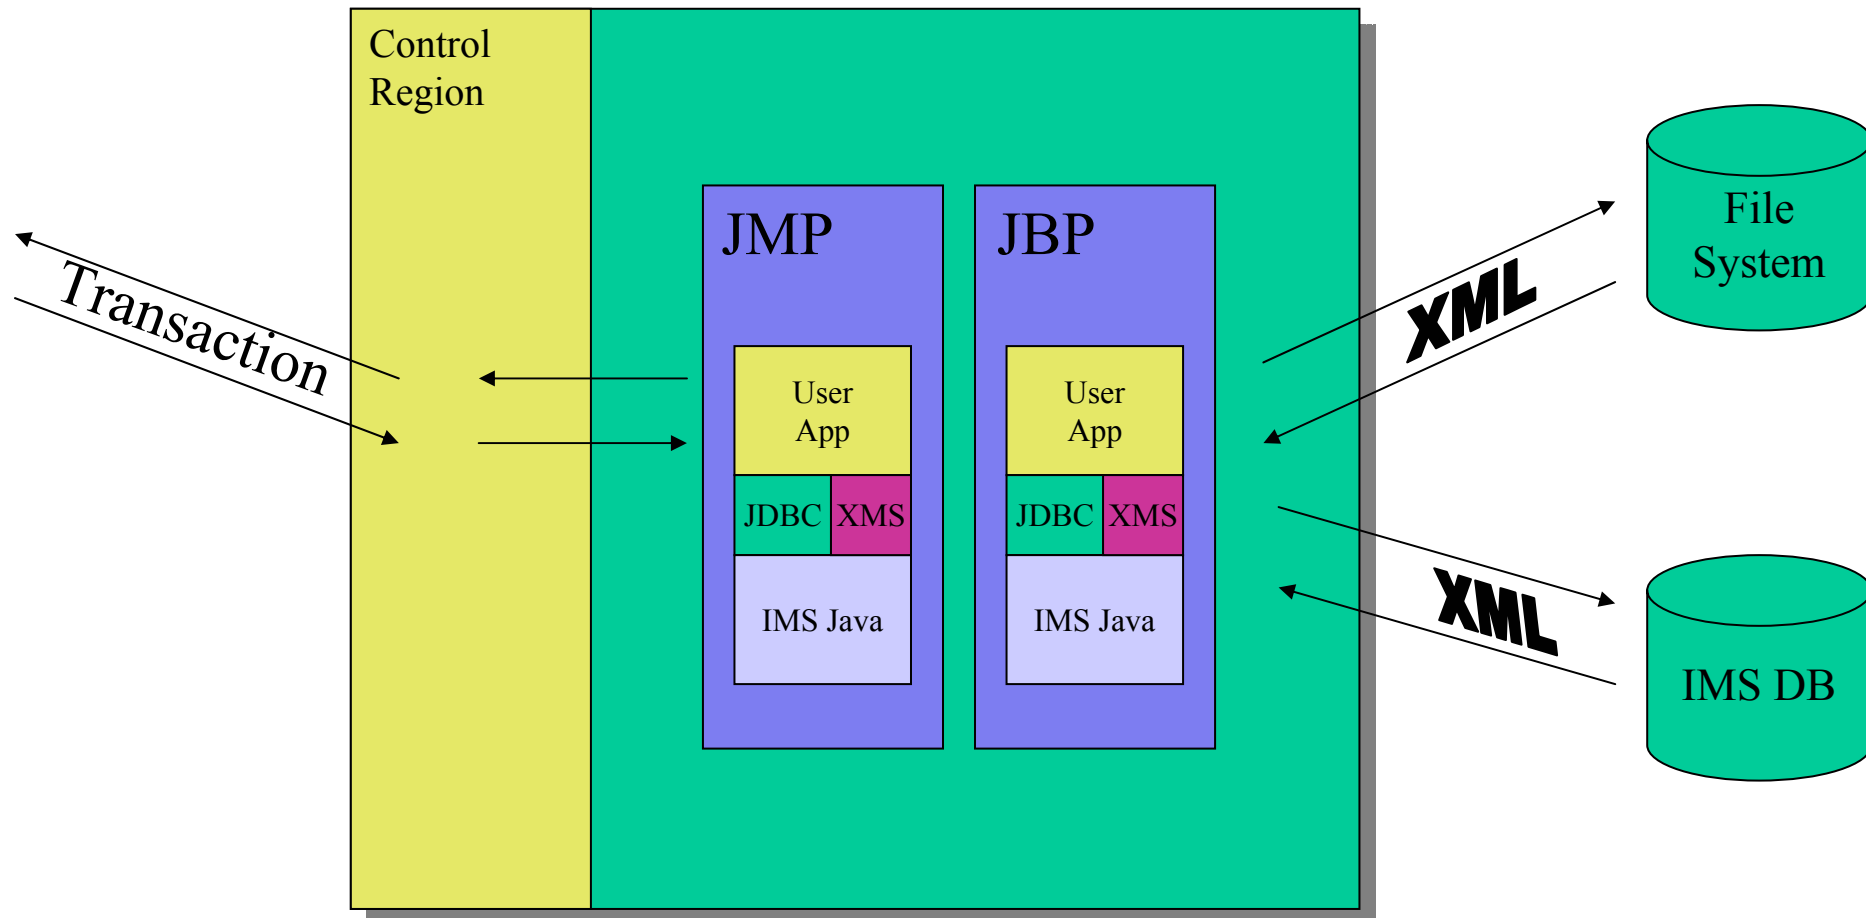 Control
Region
Transaction
JMP
User
App
JDBC
XMS
IMS Java
JBP
User
App
JDBC
XMS
IMS Java
XML
File
System
XML
IMS DB